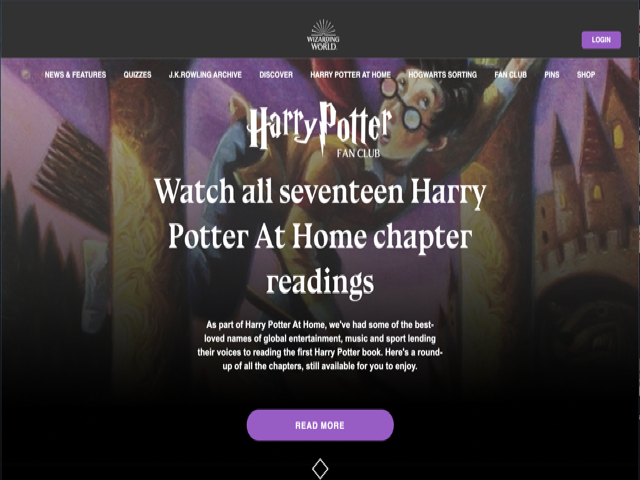 WIZARDING
WORLD
LOGIN
NEWS & FEATURES QUIZZES J.K.ROWLING ARCHIVE DISCOVER HARRY POTTER AT HOME HOGWARTS SORTING FAN CLUB PINS SHOP
Harry Potter
FAN CLUB
Watch all seventeen Harry
Potter At Home chapter
readings
As part of Harry Potter At Home, we've had some of the best-
loved names of global entertainment, music and sport lending
their voices to reading the first Harry Potter book. Here's a round-
up of all the chapters, still available for you to enjoy.
READ MORE